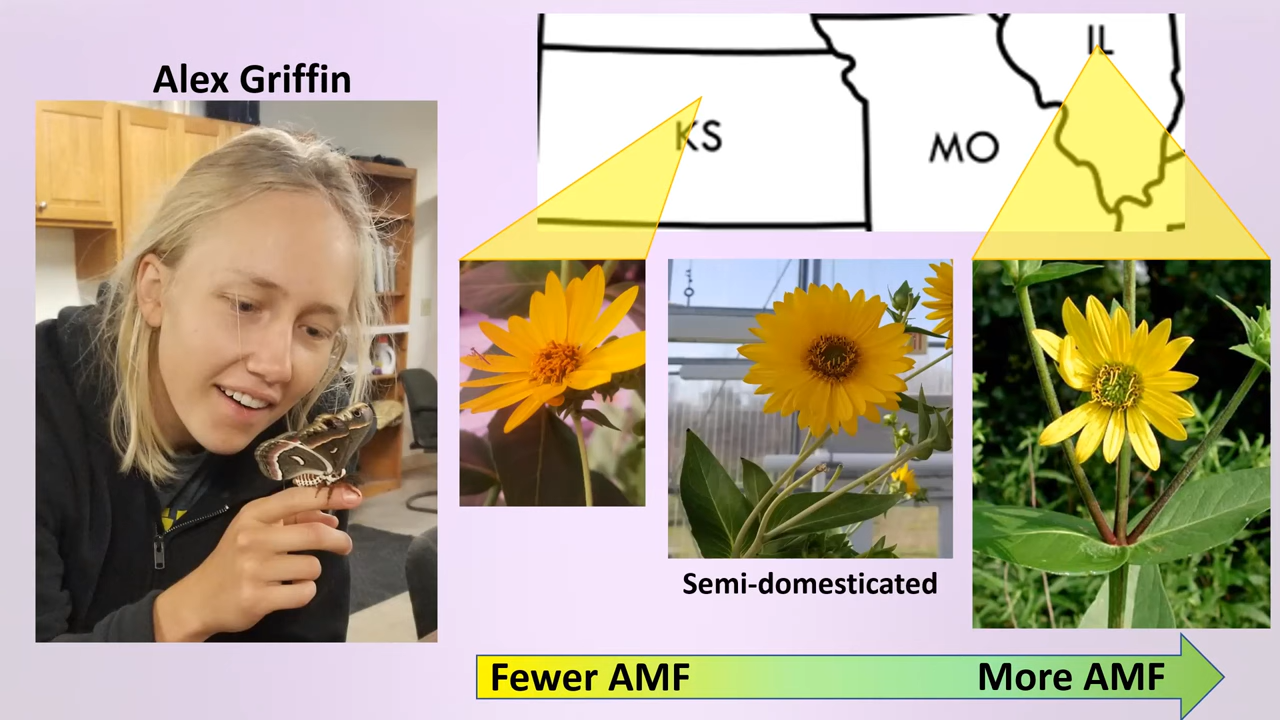 Alex Griffin
KS
MO
IL
Semi-domesticated
Fewer AMF
More AMF